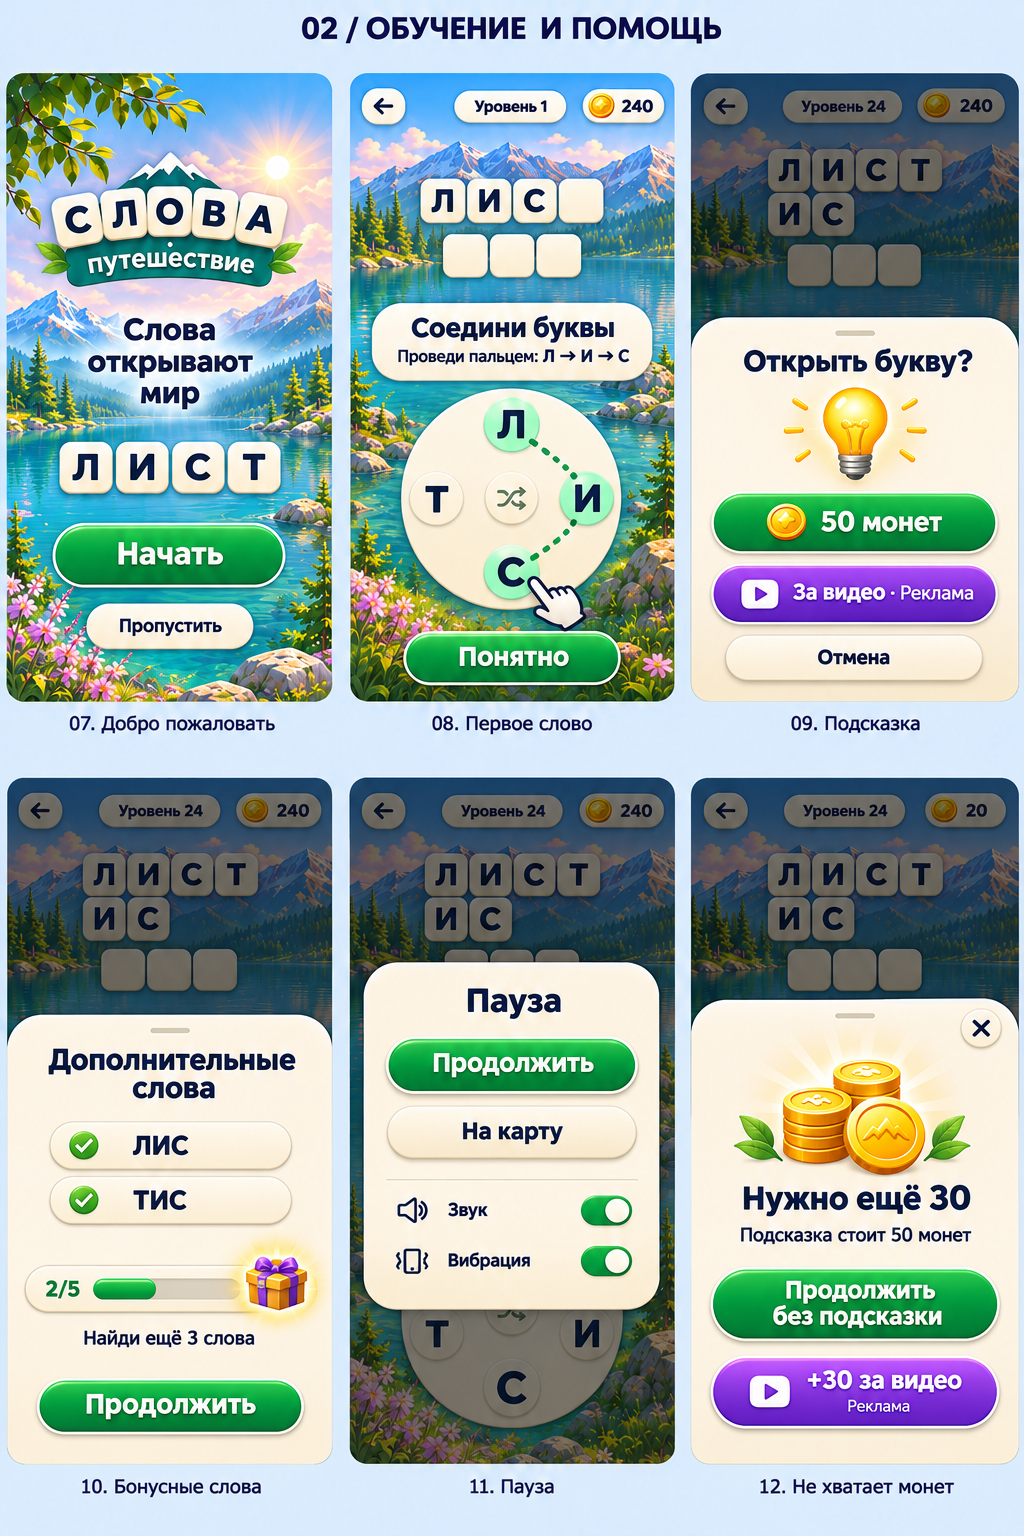 02 / ОБУЧЕНИЕ И ПОМОЩЬ
СЛОВА
путешествие
Слова
открывают
мир
ЛИСТ
Начать
Пропустить
07. Добро пожаловать
Уровень 1
240
ЛИС
Соедини буквы
Проведи пальцем: Л → И → С
Л
Т
И
С
Понятно
08. Первое слово
Уровень 24
240
ЛИСТ
ИС
Открыть букву?
50 монет
За видео · Реклама
Отмена
09. Подсказка
Уровень 24
240
ЛИСТ
ИС
Дополнительные
слова
ЛИС
ТИС
2/5
Найди ещё 3 слова
Продолжить
10. Бонусные слова
Уровень 24
240
ЛИСТ
ИС
Пауза
Продолжить
На карту
Звук
Вибрация
Т
И
С
11. Пауза
Уровень 24
20
ЛИСТ
ИС
Нужно ещё 30
Подсказка стоит 50 монет
Продолжить
без подсказки
+30 за видео
Реклама
12. Не хватает монет